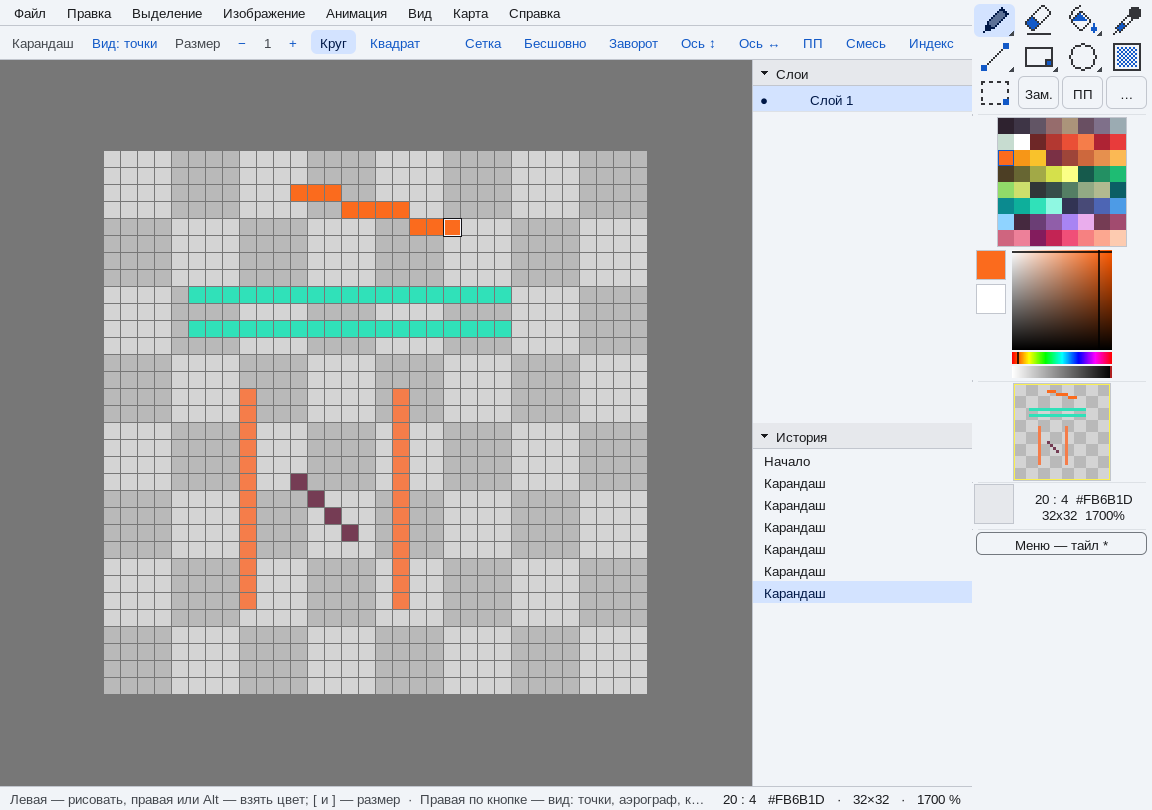 Файл Правка Выделение Изображение Анимация Вид Карта Справка
Карандаш Вид: точки Размер − 1 + Круг Квадрат Сетка Бесшовно Заворот Ось ↕ Ось ↔ ПП Смесь Индекс
Зам. ПП ...
Слои
● Слой 1
История
Начало
Карандаш
Карандаш
Карандаш
Карандаш
Карандаш
Карандаш
20 : 4 #FB6B1D
32x32 1700%
Меню — тайл *
Левая — рисовать, правая или Alt — взять цвет; [ и ] — размер · Правая по кнопке — вид: точки, аэрограф, к… 20 : 4 #FB6B1D · 32×32 · 1700 %